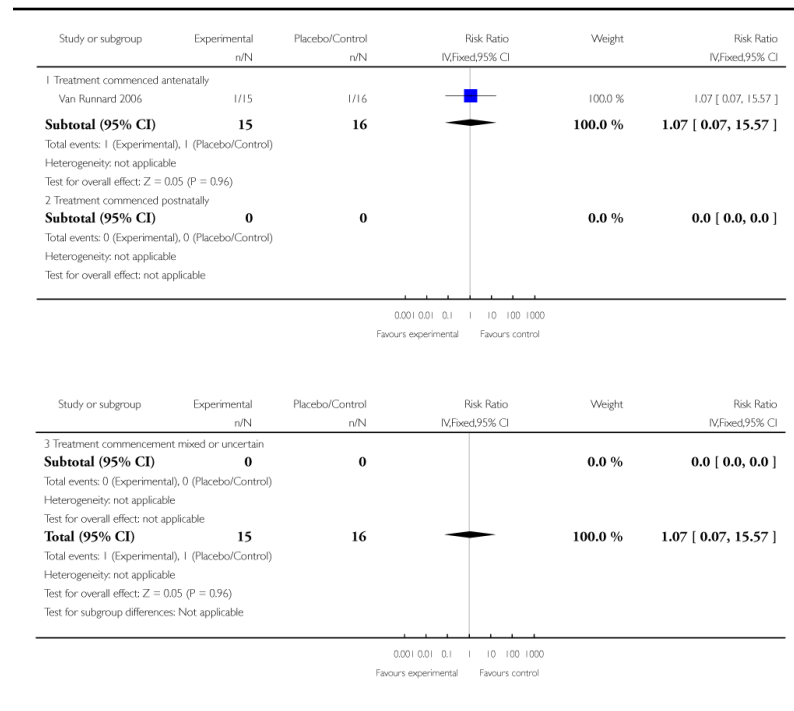 Study or subgroup Experimental Placebo/Control Risk Ratio Weight Risk Ratio
n/N n/N IV,Fixed,95% CI IV,Fixed,95% CI
1 Treatment commenced antenatally
Van Runnard 2006 1/15 1/16 100.0 % 1.07 [ 0.07, 15.57 ]
Subtotal (95% CI) 15 16 100.0 % 1.07 [ 0.07, 15.57 ]
Total events: 1 (Experimental), 1 (Placebo/Control)
Heterogeneity: not applicable
Test for overall effect: Z = 0.05 (P = 0.96)
2 Treatment commenced postnatally
Subtotal (95% CI) 0 0 0.0 % 0.0 [ 0.0, 0.0 ]
Total events: 0 (Experimental), 0 (Placebo/Control)
Heterogeneity: not applicable
Test for overall effect: not applicable
0.001 0.01 0.1 1 10 100 1000
Favours experimental Favours control
Study or subgroup Experimental Placebo/Control Risk Ratio Weight Risk Ratio
n/N n/N IV,Fixed,95% CI IV,Fixed,95% CI
3 Treatment commencement mixed or uncertain
Subtotal (95% CI) 0 0 0.0 % 0.0 [ 0.0, 0.0 ]
Total events: 0 (Experimental), 0 (Placebo/Control)
Heterogeneity: not applicable
Test for overall effect: not applicable
Total (95% CI) 15 16 100.0 % 1.07 [ 0.07, 15.57 ]
Total events: 1 (Experimental), 1 (Placebo/Control)
Heterogeneity: not applicable
Test for overall effect: Z = 0.05 (P = 0.96)
Test for subgroup differences: Not applicable
0.001 0.01 0.1 1 10 100 1000
Favours experimental Favours control